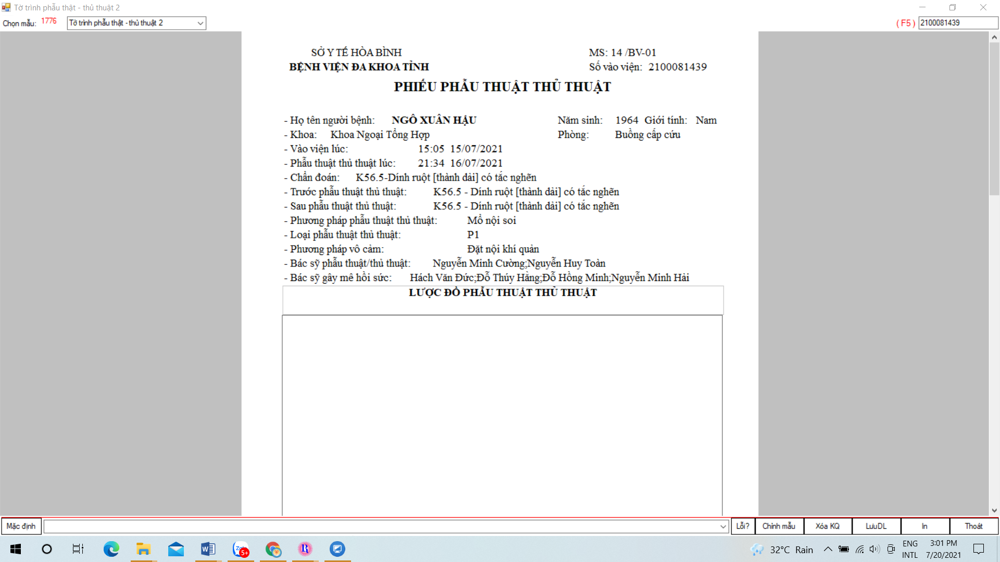 Tờ trình phẫu thật - thủ thuật 2
Chọn mẫu: 1776 Tờ trình phẫu thật - thủ thuật 2 ( F5 ) 2100081439
SỞ Y TẾ HÒA BÌNH MS: 14 /BV-01
BỆNH VIỆN ĐA KHOA TỈNH Số vào viện: 2100081439
PHIẾU PHẪU THUẬT THỦ THUẬT
- Họ tên người bệnh: NGÔ XUÂN HẬU Năm sinh: 1964 Giới tính: Nam
- Khoa: Khoa Ngoại Tổng Hợp Phòng: Buồng cấp cứu
- Vào viện lúc: 15:05 15/07/2021
- Phẫu thuật thủ thuật lúc: 21:34 16/07/2021
- Chẩn đoán: K56.5-Dính ruột [thành dải] có tắc nghẽn
- Trước phẫu thuật thủ thuật: K56.5 - Dính ruột [thành dải] có tắc nghẽn
- Sau phẫu thuật thủ thuật: K56.5 - Dính ruột [thành dải] có tắc nghẽn
- Phương pháp phẫu thuật thủ thuật: Mổ nội soi
- Loại phẫu thuật thủ thuật: P1
- Phương pháp vô cảm: Đặt nội khí quản
- Bác sỹ phẫu thuật/thủ thuật: Nguyễn Minh Cường;Nguyễn Huy Toàn
- Bác sỹ gây mê hồi sức: Hách Văn Đức;Đỗ Thúy Hằng;Đỗ Hồng Minh;Nguyễn Minh Hải
LƯỢC ĐỒ PHẪU THUẬT THỦ THUẬT
Mặc định Lỗi? Chỉnh mẫu Xóa KQ LưuDL In Thoát
32°C Rain ENG 3:01 PM
INTL 7/20/2021
5+